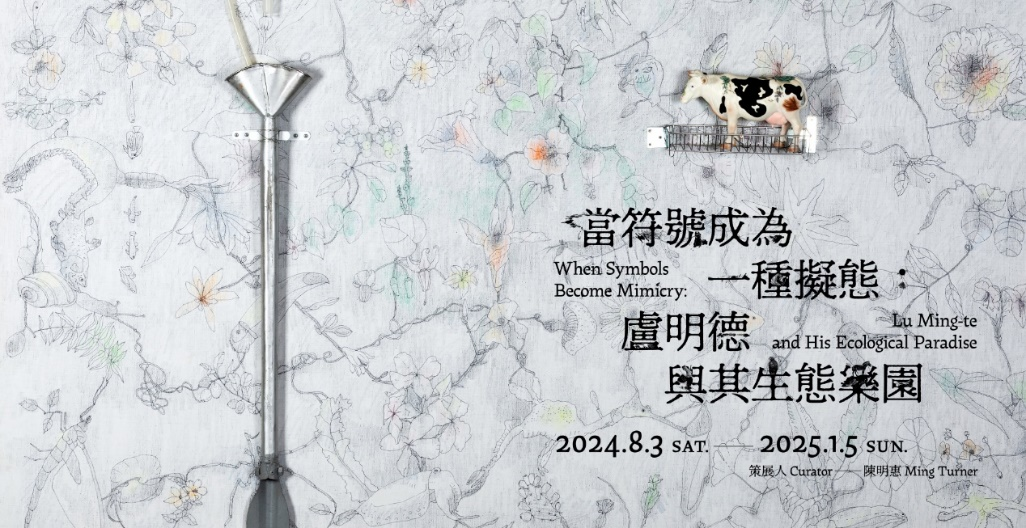 當符號成為
When Symbols
Become Mimicry:
一種擬態：
盧明德
Lu Ming-te
and His Ecological Paradise
與其生態樂園
2024.8.3 SAT. — 2025.1.5 SUN.
策展人 Curator — 陳明惠 Ming Turner